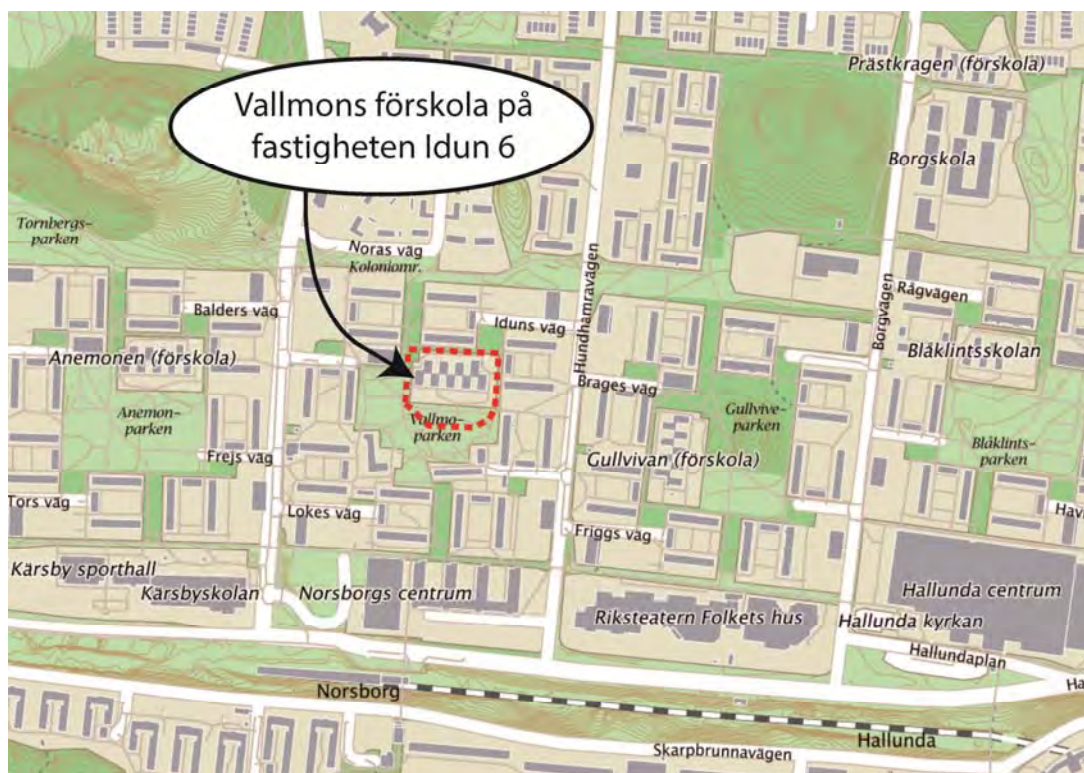 Prästkragen (förskola)
Vallmons förskola på
fastigheten Idun 6
Borgskola
Tornbergs-
parken
Noras väg
Koloniomr.
Hundhamravägen
Borgvägen
Rågvägen
Balders väg
Iduns väg
Anemonen (förskola)
Blåklintsskolan
Brages väg
Anemon-
parken
Vallmo-
parken
Gullvive-
parken
Blåklints-
parken
Frejs väg
Gullvivan (förskola)
Tors väg
Lokes väg
Friggs väg
Havr
Kärsby sporthall
Kärsbyskolan
Norsborgs centrum
Riksteatern Folkets hus
Hallunda centrum
Hallunda kyrkan
Hallundaplan
Ha
Norsborg
Hallunda
Skarpbrunnavägen